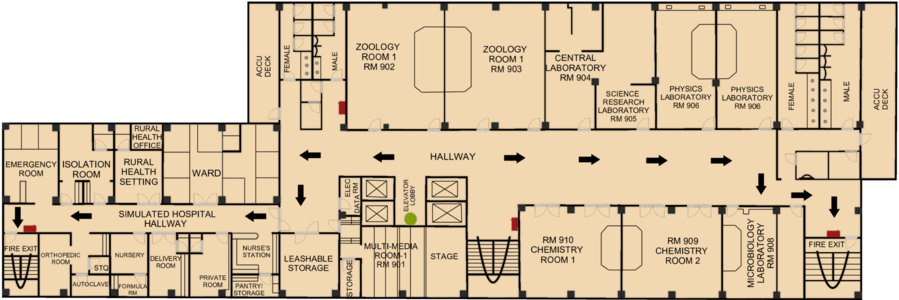 ACCU
DECK
FEMALE
MALE
ZOOLOGY
ROOM 1
RM 902
ZOOLOGY
ROOM 1
RM 903
CENTRAL
LABORATORY
RM 904
SCIENCE
RESEARCH
LABORATORY
RM 905
PHYSICS
LABORATORY
RM 906
PHYSICS
LABORATORY
RM 906
FEMALE
MALE
ACCU
DECK
EMERGENCY
ROOM
ISOLATION
ROOM
RURAL
HEALTH
OFFICE
RURAL
HEALTH
SETTING
WARD
HALLWAY
SIMULATED HOSPITAL
HALLWAY
ELEC
DATA RM
ELEVATOR
LOBBY
FIRE EXIT
ORTHOPEDIC
ROOM
STQ
AUTOCLAVE
NURSERY
FORMULA
RM
DELIVERY
ROOM
PRIVATE
ROOM
NURSE'S
STATION
PANTRY/
STORAGE
LEASHABLE
STORAGE
STORAGE
MULTI-MEDIA
ROOM-1
RM 901
STAGE
RM 910
CHEMISTRY
ROOM 1
RM 909
CHEMISTRY
ROOM 2
MICROBIOLOGY
LABORATORY
RM 908
FIRE EXIT